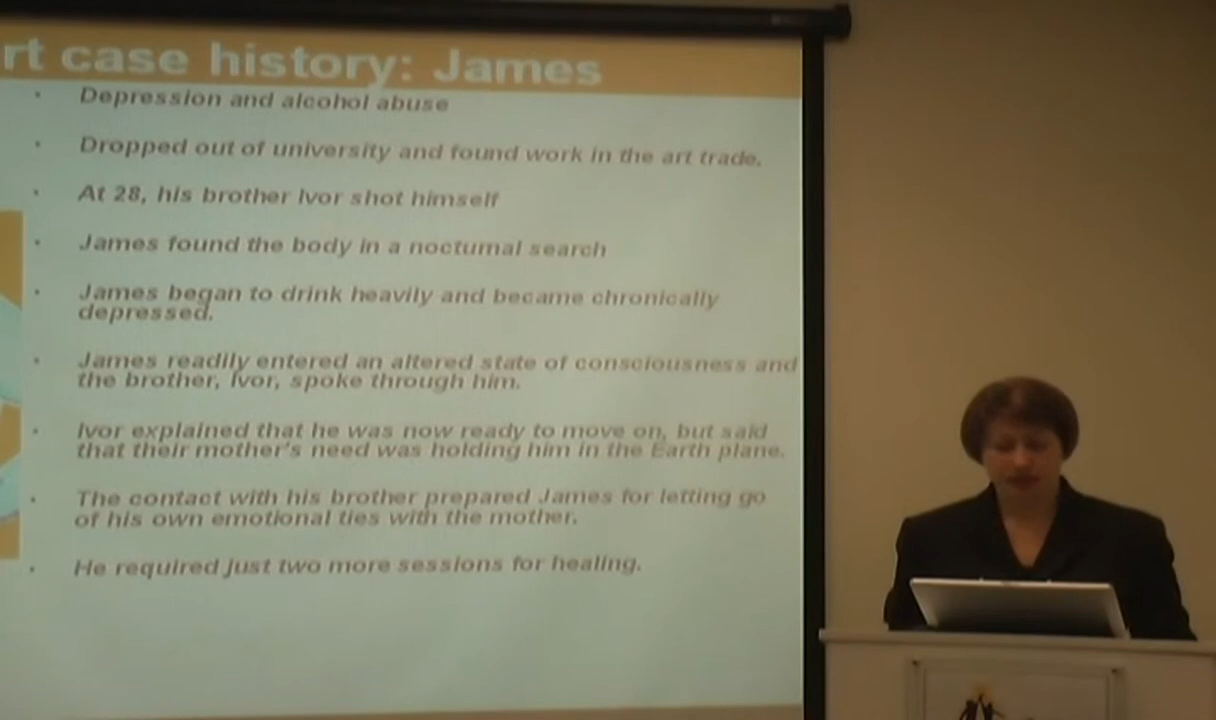 rt case history: James
• Depression and alcohol abuse
• Dropped out of university and found work in the art trade.
• At 28, his brother Ivor shot himself
• James found the body in a nocturnal search
• James began to drink heavily and became chronically
depressed.
• James readily entered an altered state of consciousness and
the brother, Ivor, spoke through him.
• Ivor explained that he was now ready to move on, but said
that their mother's need was holding him in the Earth plane.
• The contact with his brother prepared James for letting go
of his own emotional ties with the mother.
• He required just two more sessions for healing.